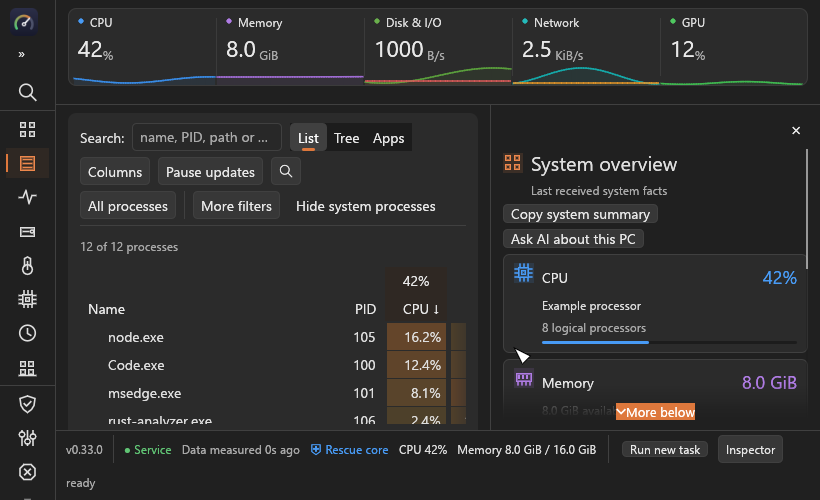 CPU
42%
Memory
8.0 GiB
Disk & I/O
1000 B/s
Network
2.5 KiB/s
GPU
12%
»
Search: name, PID, path or ... List Tree Apps
Columns Pause updates
All processes More filters Hide system processes
12 of 12 processes
42%
Name PID CPU ↓
node.exe 105 16.2%
Code.exe 100 12.4%
msedge.exe 101 8.1%
rust-analyzer.exe 106 2.4%
System overview
Last received system facts
Copy system summary
Ask AI about this PC
CPU 42%
Example processor
8 logical processors
Memory 8.0 GiB
8.0 GiB
More below
v0.33.0 Service Data measured 0s ago Rescue core CPU 42% Memory 8.0 GiB / 16.0 GiB Run new task Inspector
ready